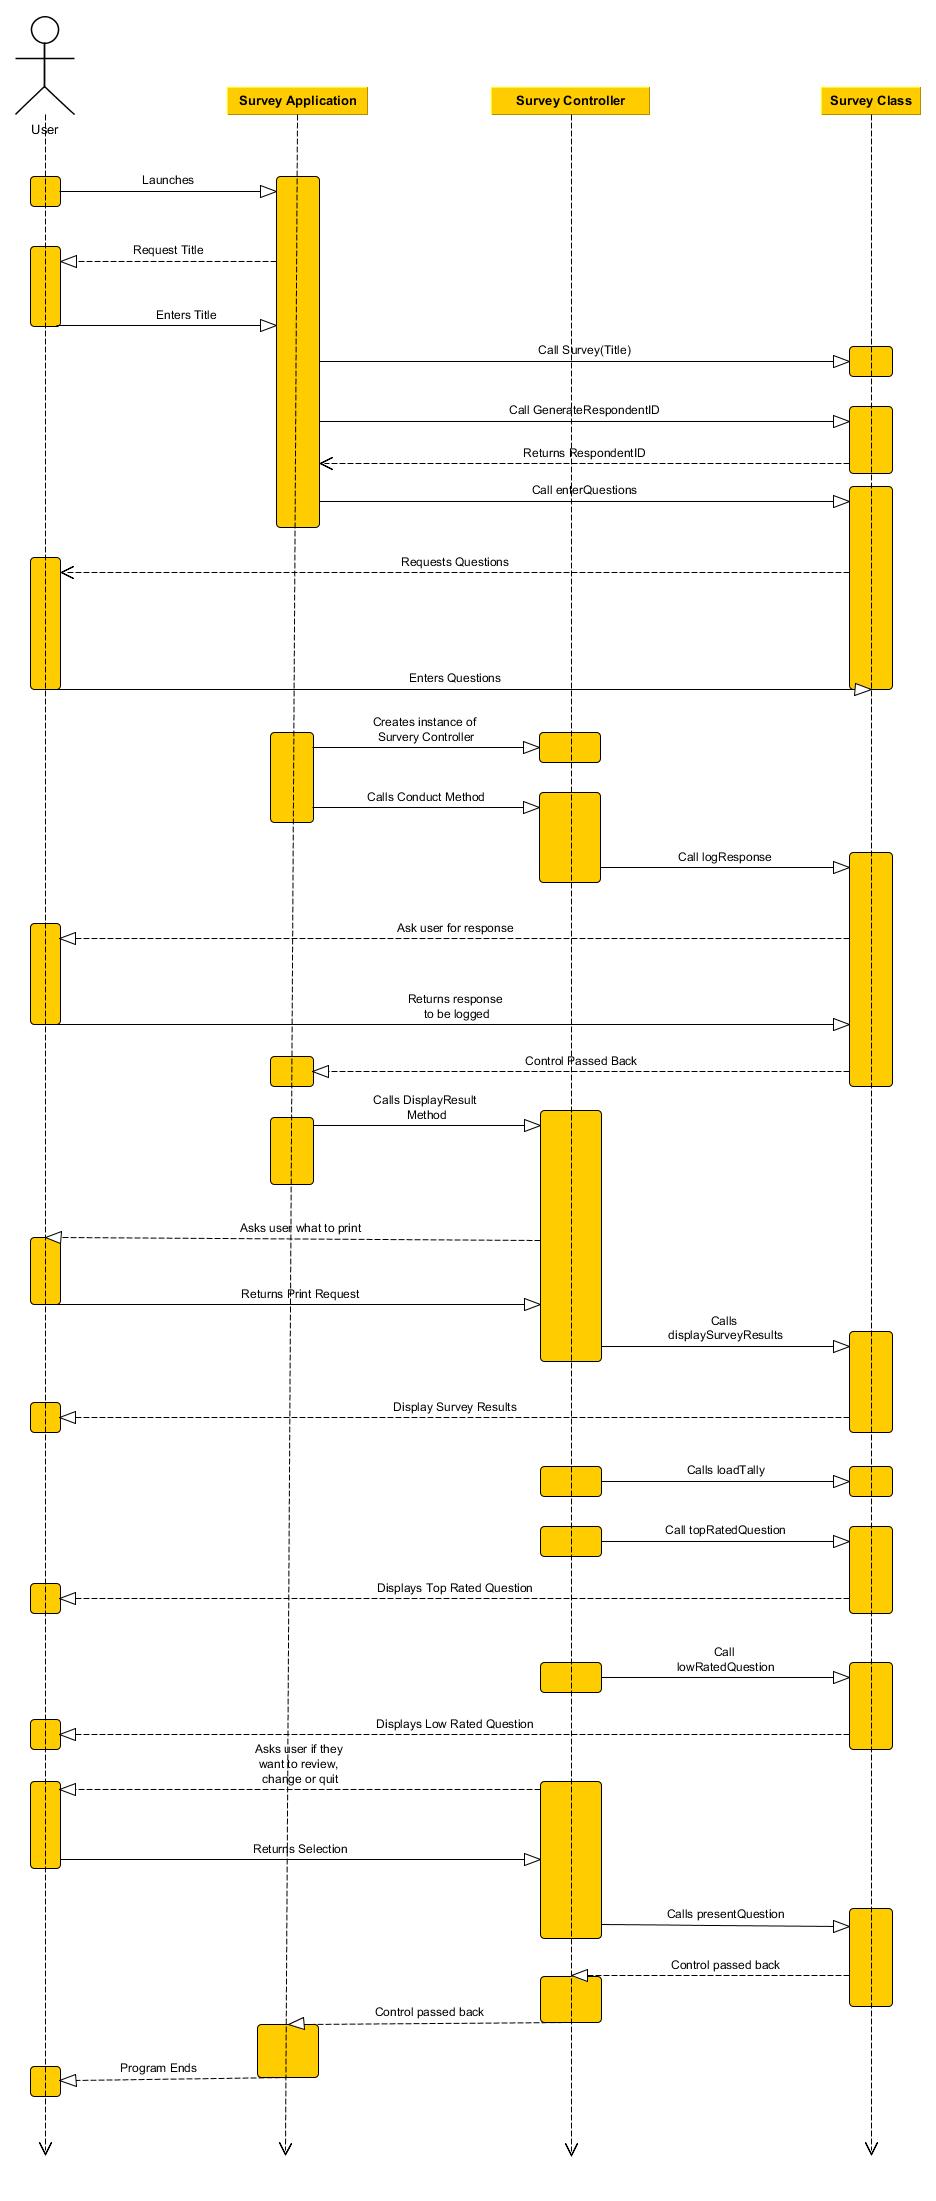 User
Survey Application
Survey Controller
Survey Class
Launches
Request Title
Enters Title
Call Survey(Title)
Call GenerateRespondentID
Returns RespondentID
Call enterQuestions
Requests Questions
Enters Questions
Creates instance of
Survery Controller
Calls Conduct Method
Call logResponse
Ask user for response
Returns response
to be logged
Control Passed Back
Calls DisplayResult
Method
Asks user what to print
Returns Print Request
Calls
displaySurveyResults
Display Survey Results
Calls loadTally
Call topRatedQuestion
Displays Top Rated Question
Call
lowRatedQuestion
Displays Low Rated Question
Asks user if they
want to review,
change or quit
Returns Selection
Calls presentQuestion
Control passed back
Control passed back
Program Ends